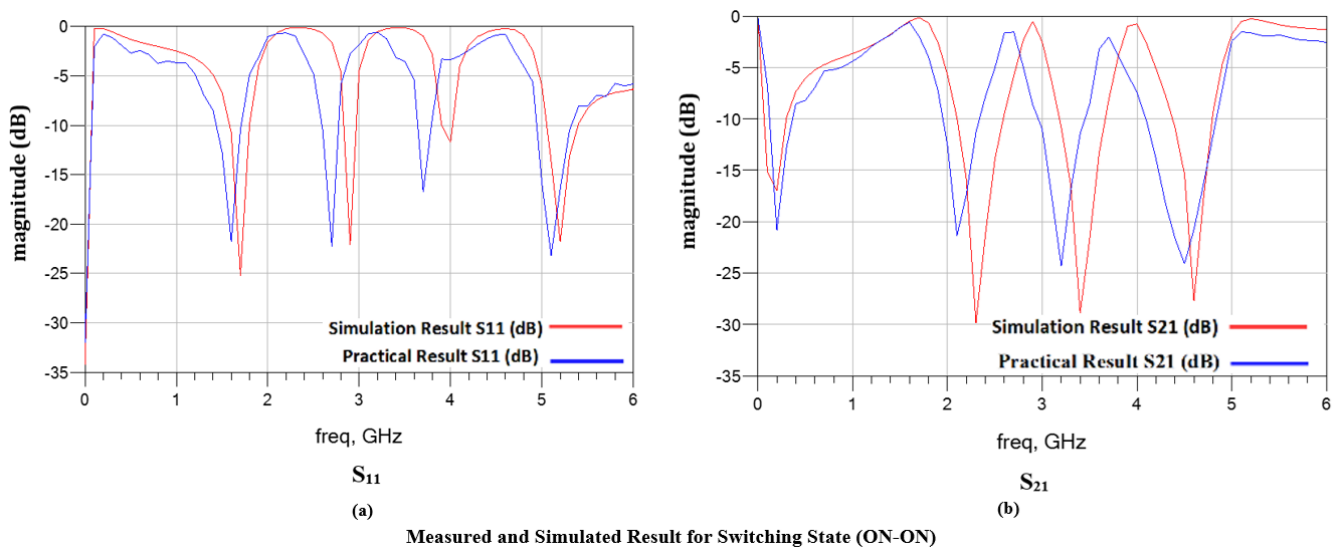 magnitude (dB)
0
-5
-10
-15
-20
-25
-30
-35
Simulation Result S11 (dB)
Practical Result S11 (dB)
0 1 2 3 4 5 6
freq, GHz
S11
(a)
magnitude (dB)
0
-5
-10
-15
-20
-25
-30
-35
Simulation Result S21 (dB)
Practical Result S21 (dB)
0 1 2 3 4 5 6
freq, GHz
S21
(b)
Measured and Simulated Result for Switching State (ON-ON)